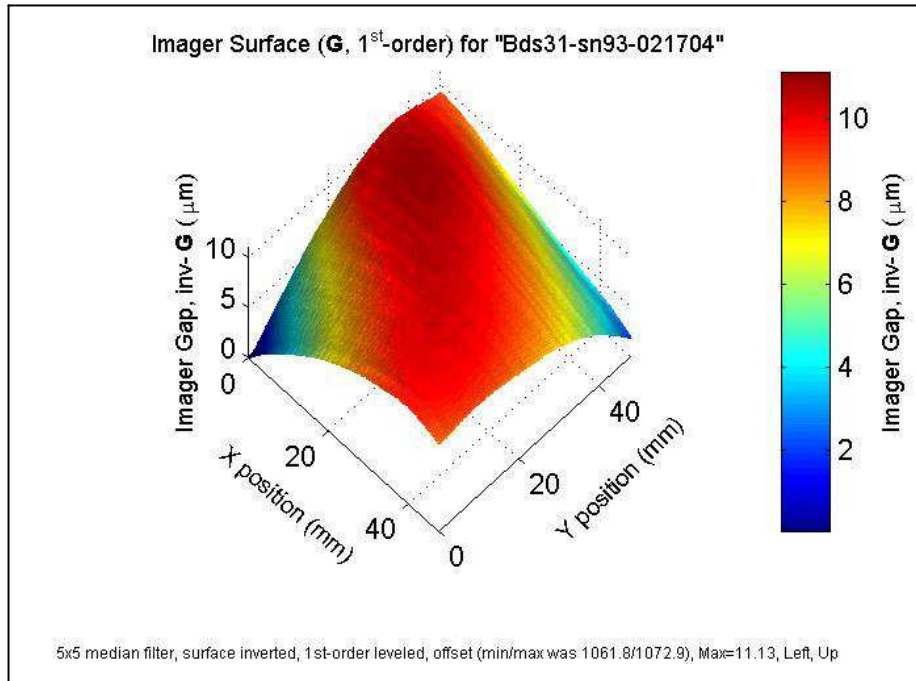 Imager Surface (G, 1st-order) for "Bds31-sn93-021704"
10
8
6
4
2
Imager Gap, inv- G ( μm)
10
5
0
Imager Gap, inv- G ( μm)
0
20
40
X position (mm)
0
20
40
Y position (mm)
5x5 median filter, surface inverted, 1st-order leveled, offset (min/max was 1061.8/1072.9), Max=11.13, Left, Up